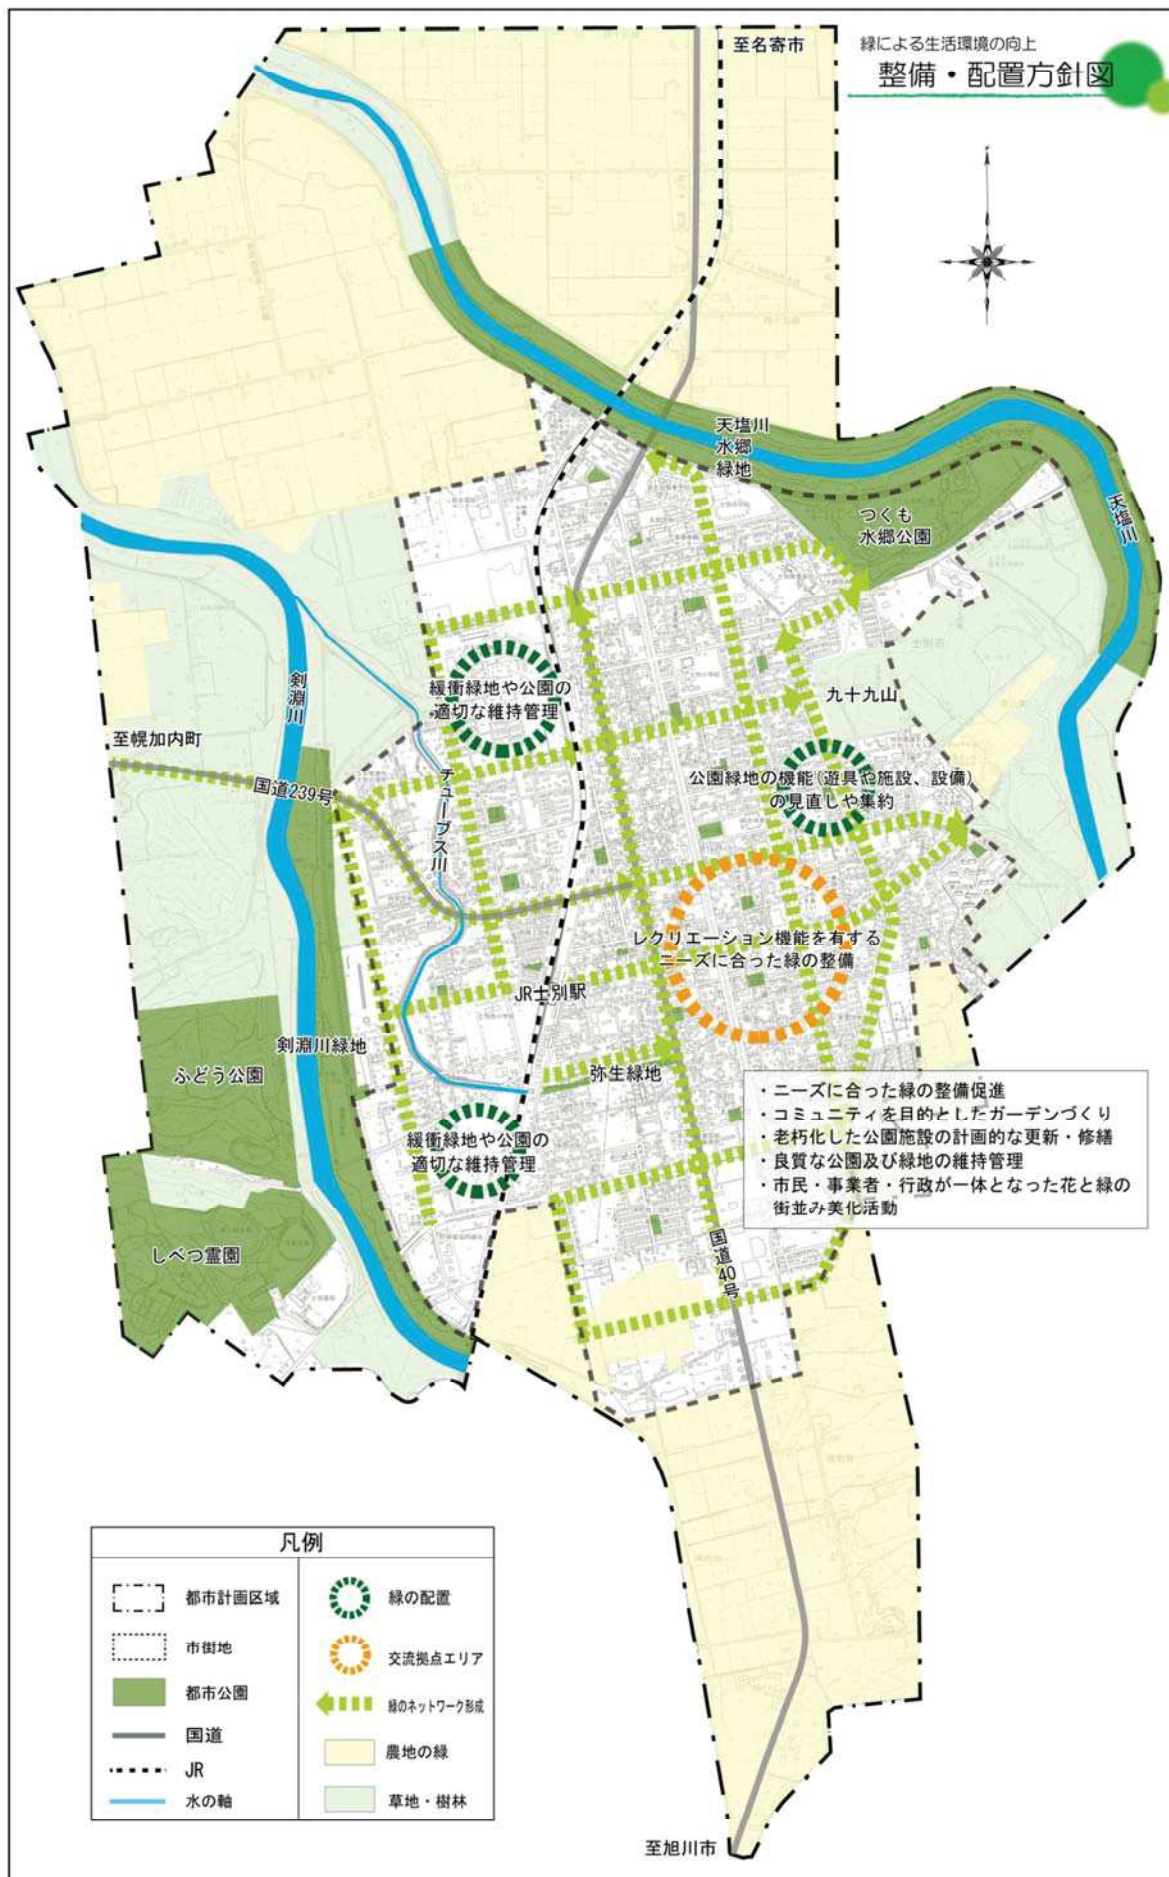 緑による生活環境の向上
整備・配置方針図
至名寄市
天塩川
水郷
緑地
つくも
水郷公園
天塩川
剣淵川
緩衝緑地や公園の
適切な維持管理
九十九山
至幌加内町
国道239号
チューブス川
公園緑地の機能(遊具や施設、設備)
の見直しや集約
レクリエーション機能を有する
ニーズに合った緑の整備
JR士別駅
剣淵川緑地
ふどう公園
弥生緑地
緩衝緑地や公園の
適切な維持管理
・ニーズに合った緑の整備促進
・コミュニティを目的としたガーデンづくり
・老朽化した公園施設の計画的な更新・修繕
・良質な公園及び緑地の維持管理
・市民・事業者・行政が一体となった花と緑の
街並み美化活動
しべつ霊園
国道40号
凡例
都市計画区域
市街地
都市公園
国道
JR
水の軸
緑の配置
交流拠点エリア
緑のネットワーク形成
農地の緑
草地・樹林
至旭川市